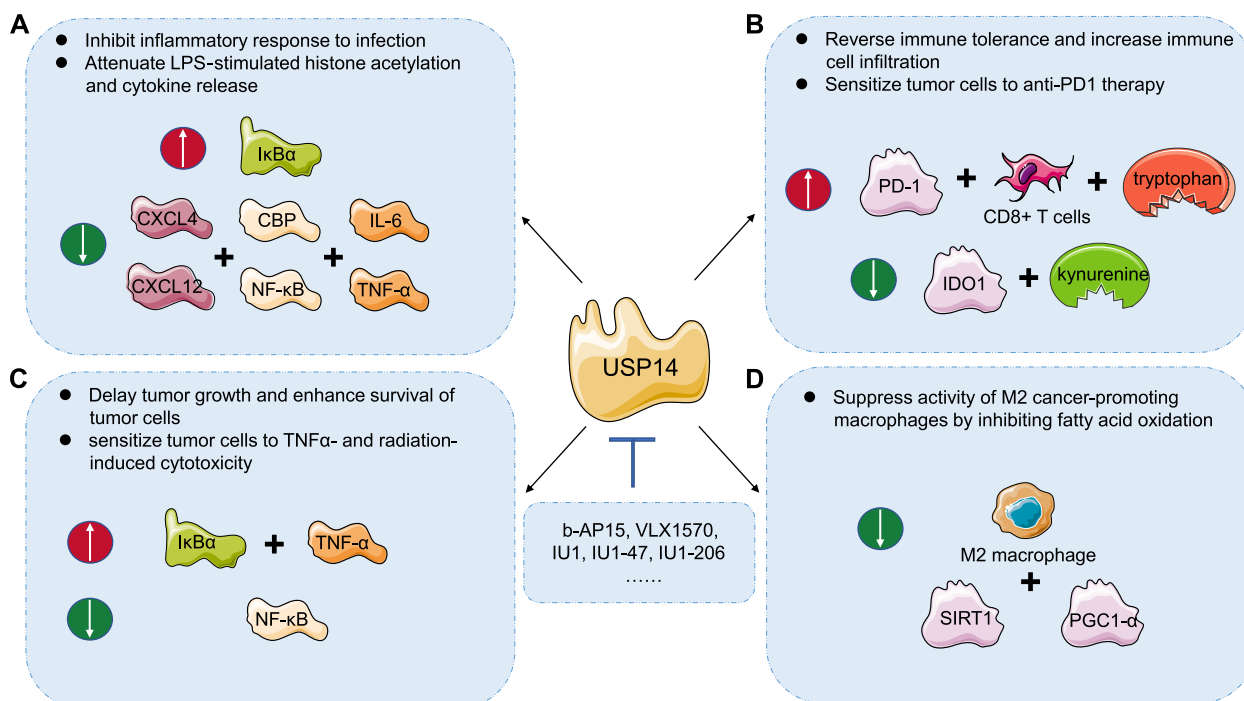 A
● Inhibit inflammatory response to infection
● Attenuate LPS-stimulated histone acetylation
and cytokine release
IκBα
CXCL4
CBP
IL-6
+
+
CXCL12
NF-κB
TNF-α
B
● Reverse immune tolerance and increase immune
cell infiltration
● Sensitize tumor cells to anti-PD1 therapy
PD-1
+
CD8+ T cells
+
tryptophan
IDO1
+
kynurenine
USP14
C
● Delay tumor growth and enhance survival of
tumor cells
● sensitize tumor cells to TNFα- and radiation-
induced cytotoxicity
IκBα
+
TNF-α
NF-κB
b-AP15, VLX1570,
IU1, IU1-47, IU1-206
……
D
● Suppress activity of M2 cancer-promoting
macrophages by inhibiting fatty acid oxidation
M2 macrophage
+
SIRT1
PGC1-α